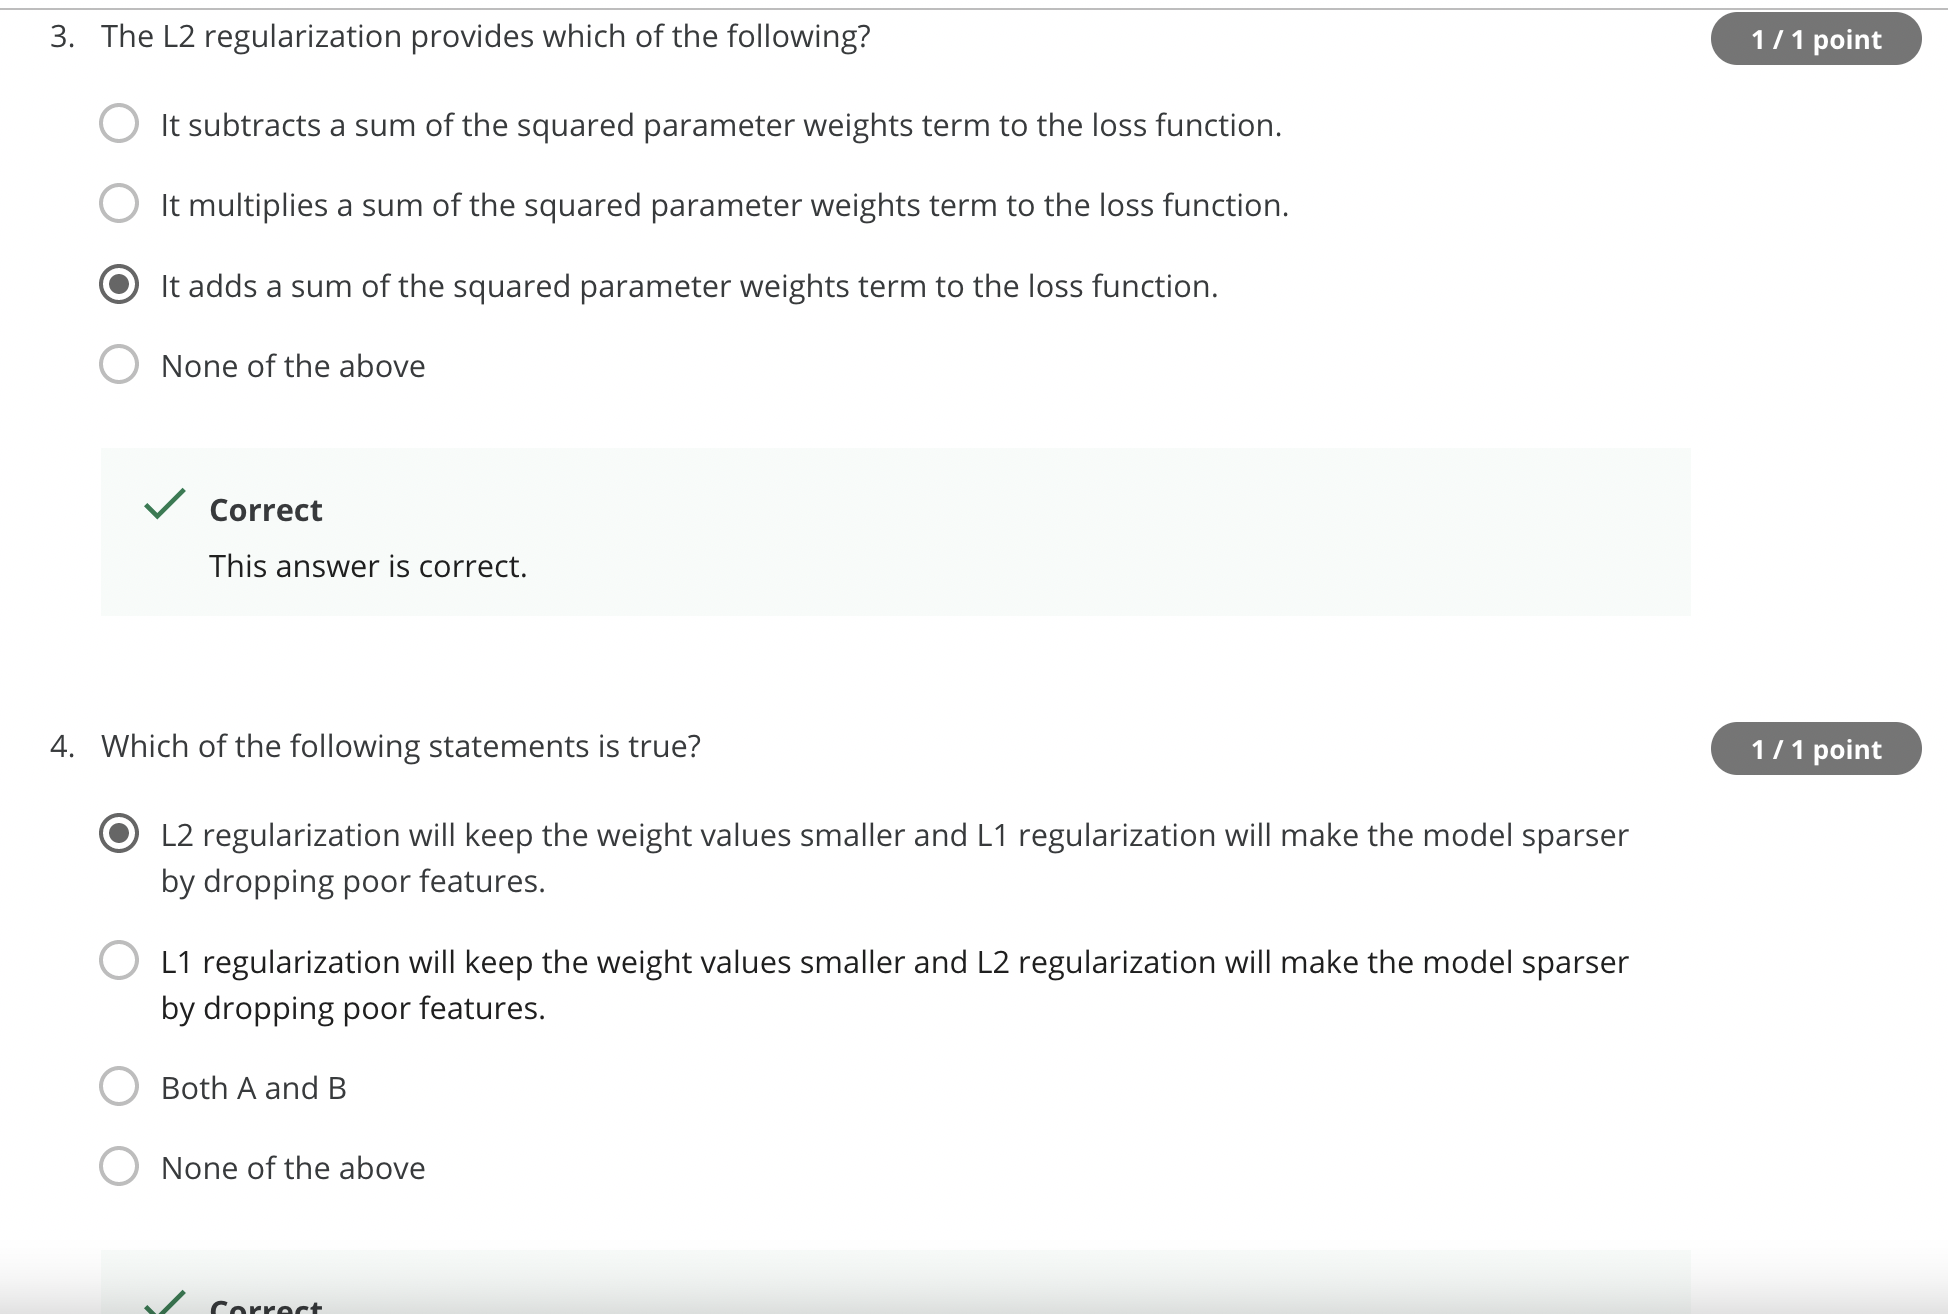 3. The L2 regularization provides which of the following?
1 / 1 point
It subtracts a sum of the squared parameter weights term to the loss function.
It multiplies a sum of the squared parameter weights term to the loss function.
It adds a sum of the squared parameter weights term to the loss function.
None of the above
Correct
This answer is correct.
4. Which of the following statements is true?
1 / 1 point
L2 regularization will keep the weight values smaller and L1 regularization will make the model sparser
by dropping poor features.
L1 regularization will keep the weight values smaller and L2 regularization will make the model sparser
by dropping poor features.
Both A and B
None of the above
Correct